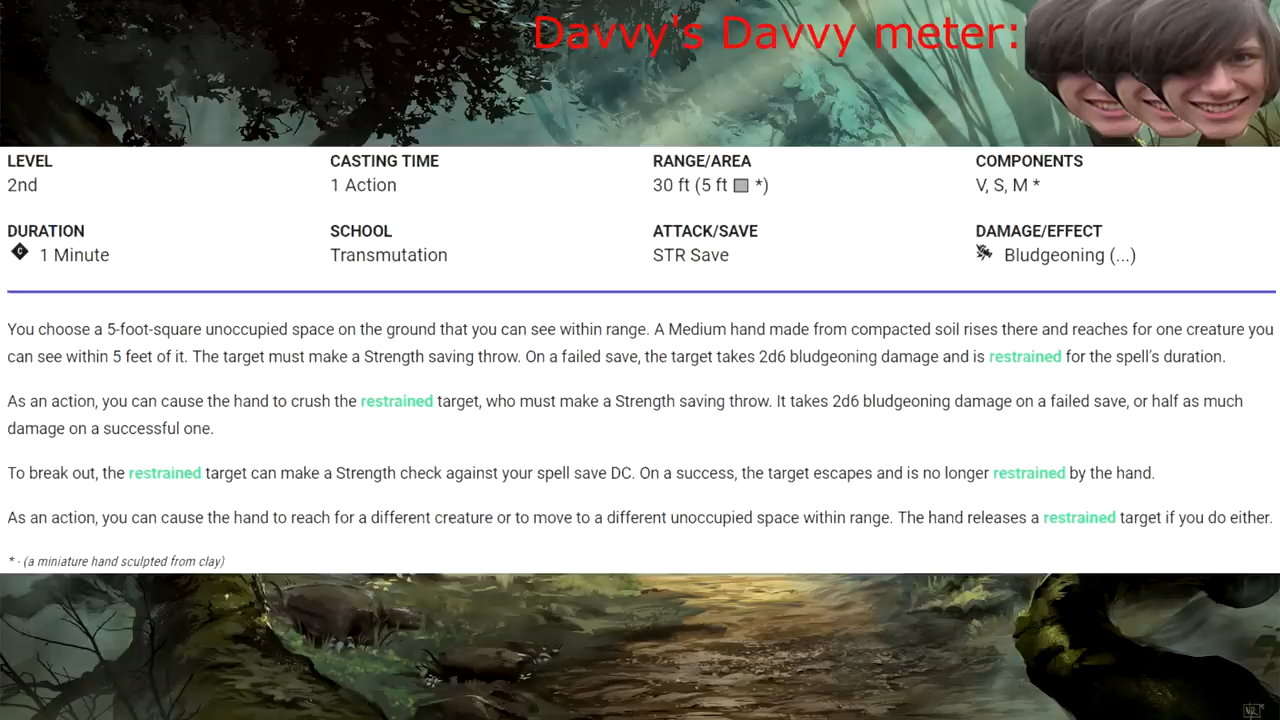 Davvy's Davvy meter:
LEVEL CASTING TIME RANGE/AREA COMPONENTS
2nd 1 Action 30 ft (5 ft *) V, S, M *
DURATION SCHOOL ATTACK/SAVE DAMAGE/EFFECT
C 1 Minute Transmutation STR Save Bludgeoning (...)
You choose a 5-foot-square unoccupied space on the ground that you can see within range. A Medium hand made from compacted soil rises there and reaches for one creature you
can see within 5 feet of it. The target must make a Strength saving throw. On a failed save, the target takes 2d6 bludgeoning damage and is restrained for the spell's duration.
As an action, you can cause the hand to crush the restrained target, who must make a Strength saving throw. It takes 2d6 bludgeoning damage on a failed save, or half as much
damage on a successful one.
To break out, the restrained target can make a Strength check against your spell save DC. On a success, the target escapes and is no longer restrained by the hand.
As an action, you can cause the hand to reach for a different creature or to move to a different unoccupied space within range. The hand releases a restrained target if you do either.
* - (a miniature hand sculpted from clay)